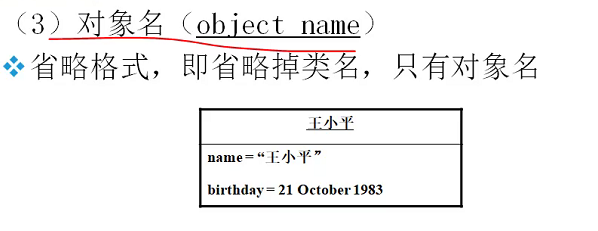 （3）对象名（object name）
省略格式，即省略掉类名，只有对象名
王小平
name = “王小平”
birthday = 21 October 1983